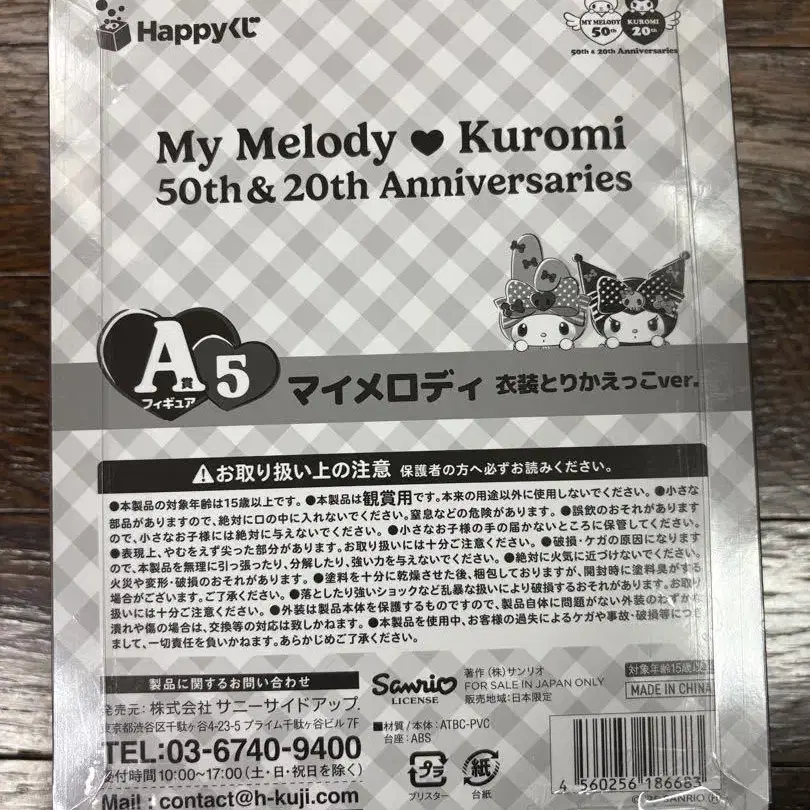 Happyくじ
MY MELODY 50th KUROMI 20th
50th & 20th Anniversaries
My Melody ♥ Kuromi
50th & 20th Anniversaries
A賞 5
フィギュア
マイメロディ 衣装とりかえっこver.
⚠お取り扱い上の注意 保護者の方へ必ずお読みください。
●本製品の対象年齢は15歳以上です。●本製品は観賞用です。本来の用途以外に使用しないでください。●小さな
部品がありますので、絶対に口の中に入れないでください。窒息などの危険があります。●誤飲のおそれがあります
ので、小さなお子様には絶対に与えないでください。●小さなお子様の手の届かないところに保管してください。
●表現上、やむをえず尖った部分があります。お取り扱いには十分ご注意ください。●破損・ケガの原因になります
ので、本製品を無理に引っ張ったり、分解したり、強い力を与えないでください。●絶対に火気に近づけないでください。
火災や変形・破損のおそれがあります。●塗料を十分に乾燥させた後、梱包しておりますが、開封時に塗料臭がする
場合がございます。ご了承ください。●落としたり強いショックなど乱暴な扱いにより破損するおそれがあります。お取り
扱いには十分ご注意ください。●外装は製品本体を保護するものですので、製品自体に問題がない外装のわずかな
潰れや傷の場合は、交換等の対応は致しかねます。●本製品を使用中、お客様の過失によるケガや事故・破損等につき
まして、一切責任を負いかねます。あらかじめご了承ください。
製品に関するお問い合わせ
発売元:株式会社 サニーサイドアップ
東京都渋谷区千駄ヶ谷4-23-5 プライム千駄ヶ谷ビル 7F
TEL:03-6740-9400
受付時間10:00~17:00(土・日・祝日を除く)
Mail:contact@h-kuji.com
Sanrio
LICENSE
著作(株)サンリオ
FOR SALE IN JAPAN ONLY
販売地域:日本限定
■材質/本体:ATBC-PVC
台座:ABS
プラ
ブリスター
紙
台紙
対象年齢15歳以
MADE IN CHINA
4 560256 186683